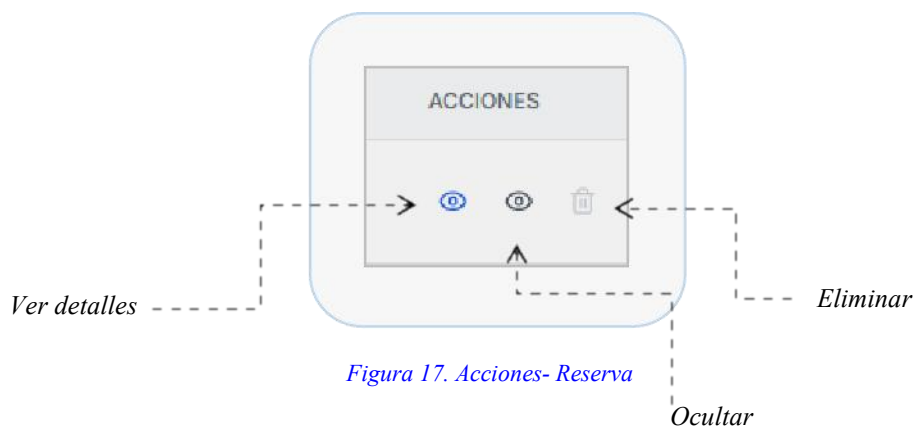 ACCIONES
Ver detalles
Eliminar
Figura 17. Acciones- Reserva
Ocultar